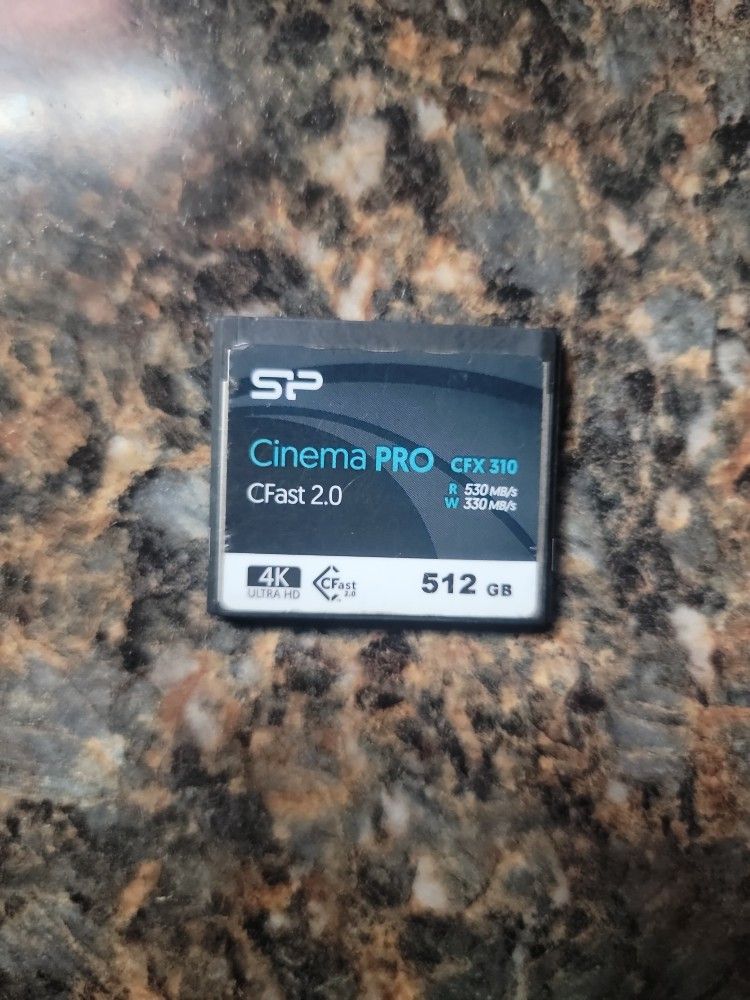 SP
Cinema PRO CFX 310
CFast 2.0
R 530 MB/s
W 330 MB/s
4K
ULTRA HD
CFast
2.0
512 GB